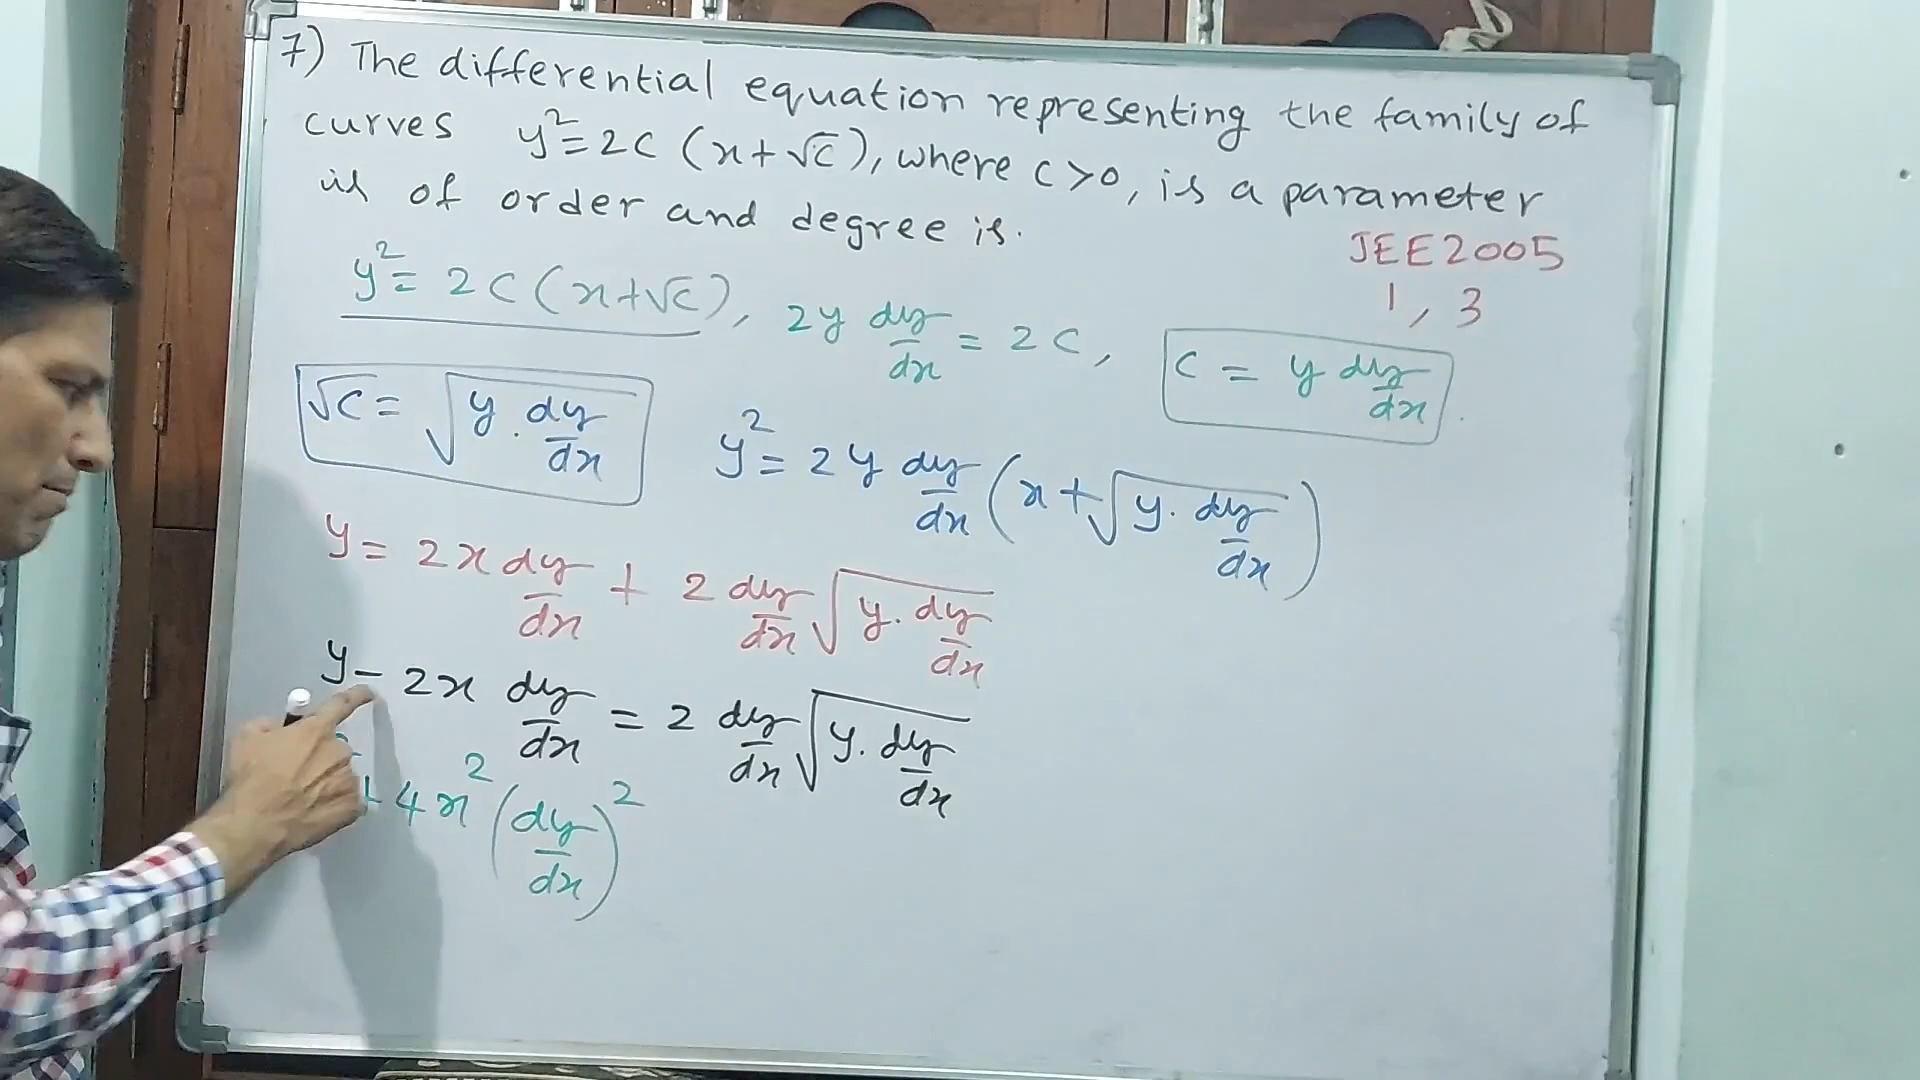 7) The differential equation representing the family of
curves y² = 2c (x + √c), where c > 0, is a parameter
is of order and degree is.
JEE 2005
1, 3
y² = 2c (x + √c), 2y dy/dx = 2c, c = y dy/dx.
√c = √(y. dy/dx) y² = 2y dy/dx (x + √(y. dy/dx))
y = 2x dy/dx + 2 dy/dx √(y. dy/dx)
y - 2x dy/dx = 2 dy/dx √(y. dy/dx)
² + 4x² (dy/dx)²